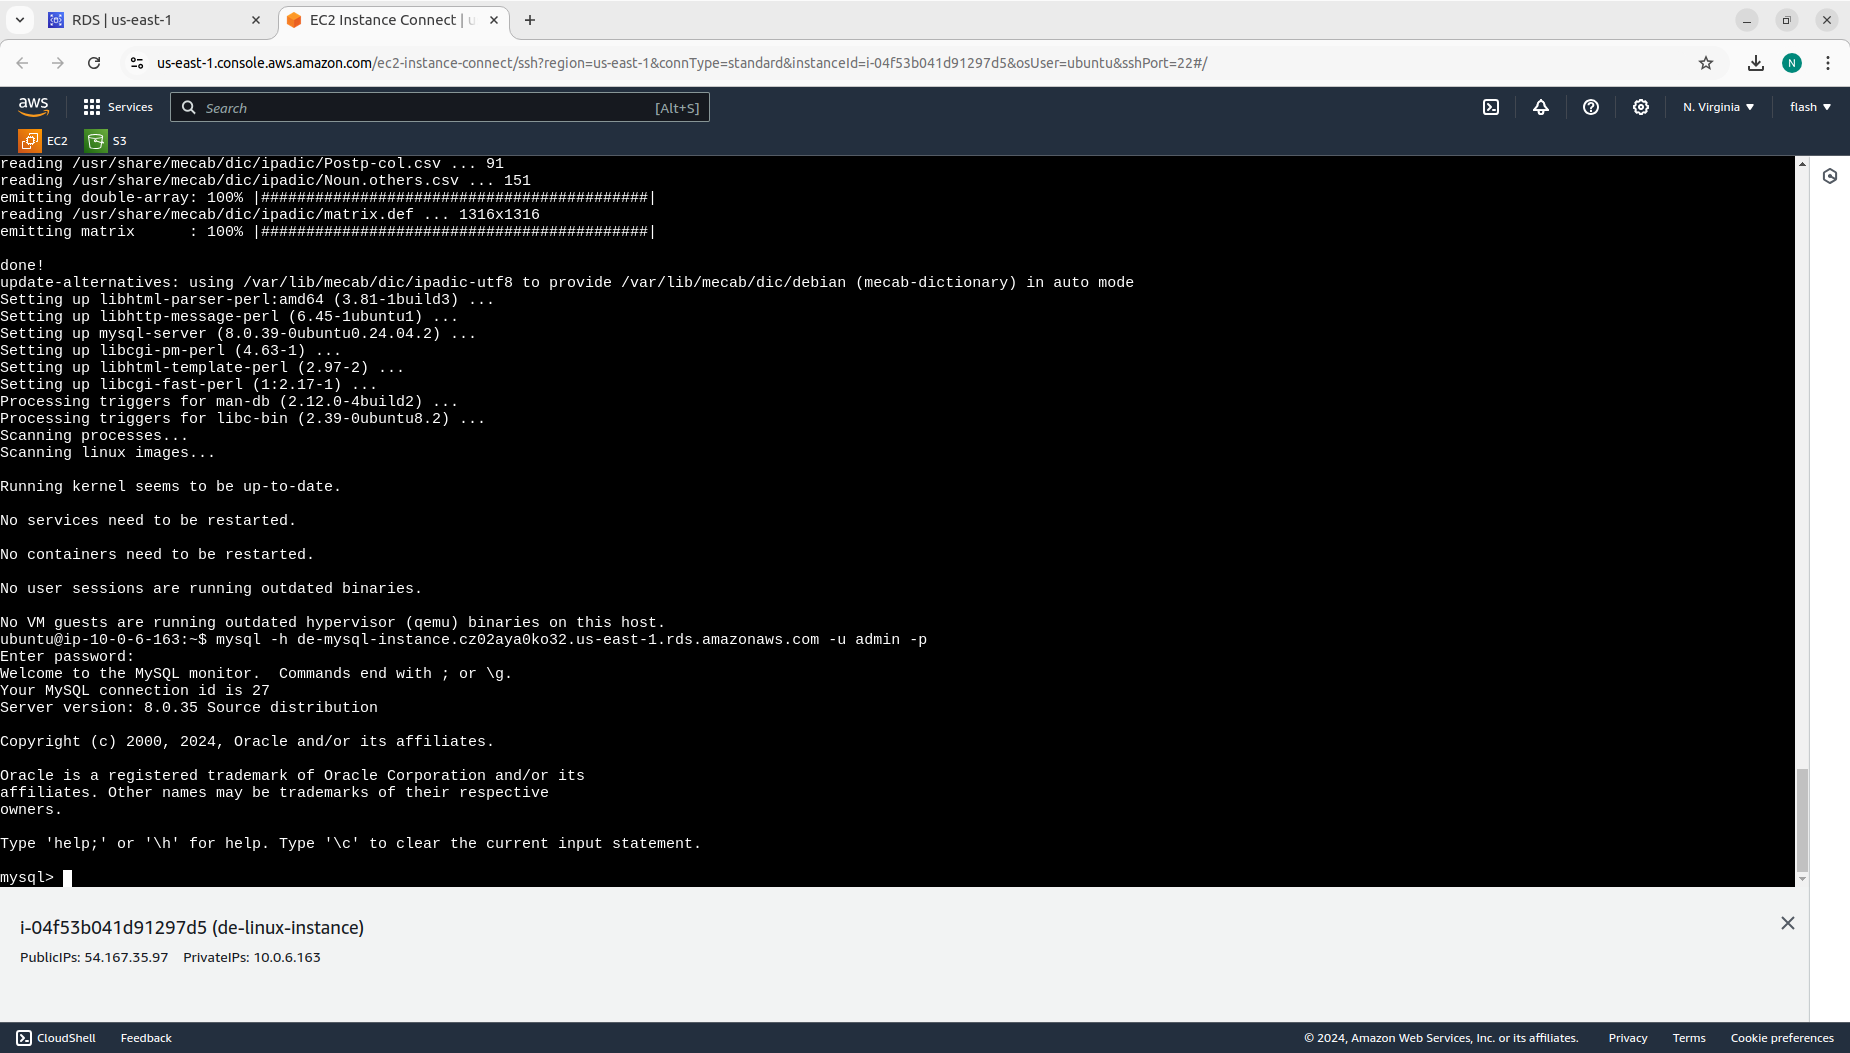 RDS | us-east-1
EC2 Instance Connect | u
us-east-1.console.aws.amazon.com/ec2-instance-connect/ssh?region=us-east-1&connType=standard&instanceId=i-04f53b041d91297d5&osUser=ubuntu&sshPort=22#/
N
aws
Services
Search
[Alt+S]
N. Virginia
flash
EC2
S3
reading /usr/share/mecab/dic/ipadic/Postp-col.csv ... 91
reading /usr/share/mecab/dic/ipadic/Noun.others.csv ... 151
emitting double-array: 100% |###########################################|
reading /usr/share/mecab/dic/ipadic/matrix.def ... 1316x1316
emitting matrix      : 100% |###########################################|
done!
update-alternatives: using /var/lib/mecab/dic/ipadic-utf8 to provide /var/lib/mecab/dic/debian (mecab-dictionary) in auto mode
Setting up libhtml-parser-perl:amd64 (3.81-1build3) ...
Setting up libhttp-message-perl (6.45-1ubuntu1) ...
Setting up mysql-server (8.0.39-0ubuntu0.24.04.2) ...
Setting up libcgi-pm-perl (4.63-1) ...
Setting up libhtml-template-perl (2.97-2) ...
Setting up libcgi-fast-perl (1:2.17-1) ...
Processing triggers for man-db (2.12.0-4build2) ...
Processing triggers for libc-bin (2.39-0ubuntu8.2) ...
Scanning processes...
Scanning linux images...
Running kernel seems to be up-to-date.
No services need to be restarted.
No containers need to be restarted.
No user sessions are running outdated binaries.
No VM guests are running outdated hypervisor (qemu) binaries on this host.
ubuntu@ip-10-0-6-163:~$ mysql -h de-mysql-instance.cz02aya0ko32.us-east-1.rds.amazonaws.com -u admin -p
Enter password:
Welcome to the MySQL monitor.  Commands end with ; or \g.
Your MySQL connection id is 27
Server version: 8.0.35 Source distribution
Copyright (c) 2000, 2024, Oracle and/or its affiliates.
Oracle is a registered trademark of Oracle Corporation and/or its
affiliates. Other names may be trademarks of their respective
owners.
Type 'help;' or '\h' for help. Type '\c' to clear the current input statement.
mysql>
i-04f53b041d91297d5 (de-linux-instance)
PublicIPs: 54.167.35.97    PrivateIPs: 10.0.6.163
CloudShell
Feedback
© 2024, Amazon Web Services, Inc. or its affiliates.
Privacy
Terms
Cookie preferences